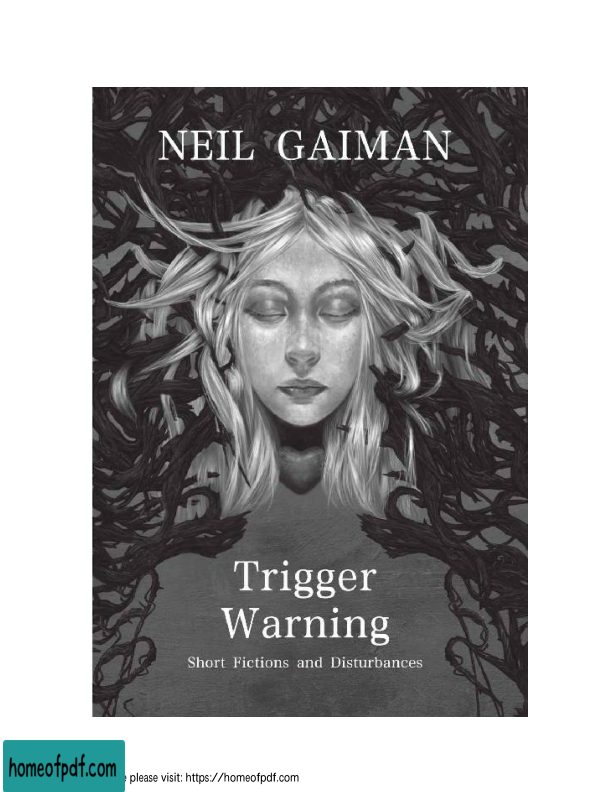 NEIL GAIMAN
Trigger
Warning
Short Fictions and Disturbances
homeofpdf.com
please visit: https://homeofpdf.com